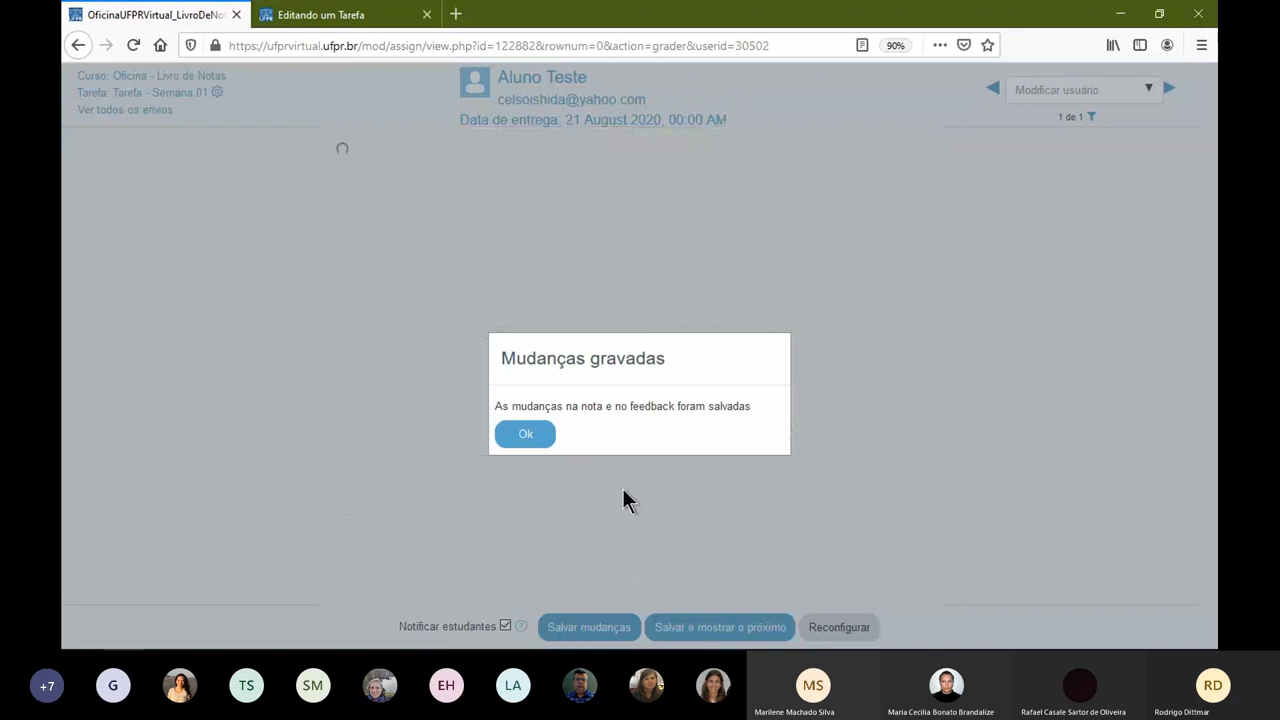 OficinaUFPRVirtual_LivroDeNo
Editando um Tarefa
https://ufprvirtual.ufpr.br/mod/assign/view.php?id=122882&rownum=0&action=grader&userid=30502
90%
Curso: Oficina - Livro de Notas
Tarefa: Tarefa - Semana 01
Ver todos os envios
Aluno Teste
celsoishida@yahoo.com
Data de entrega: 21 August 2020, 00:00 AM
Modificar usuário
1 de 1
Mudanças gravadas
As mudanças na nota e no feedback foram salvadas
Ok
Notificar estudantes
Salvar mudanças
Salvar e mostrar o próximo
Reconfigurar
+7
G
TS
SM
EH
LA
MS
RD
Marilene Machado Silva
Maria Cecilia Bonato Brandalize
Rafael Casale Sartor de Oliveira
Rodrigo Dittmar